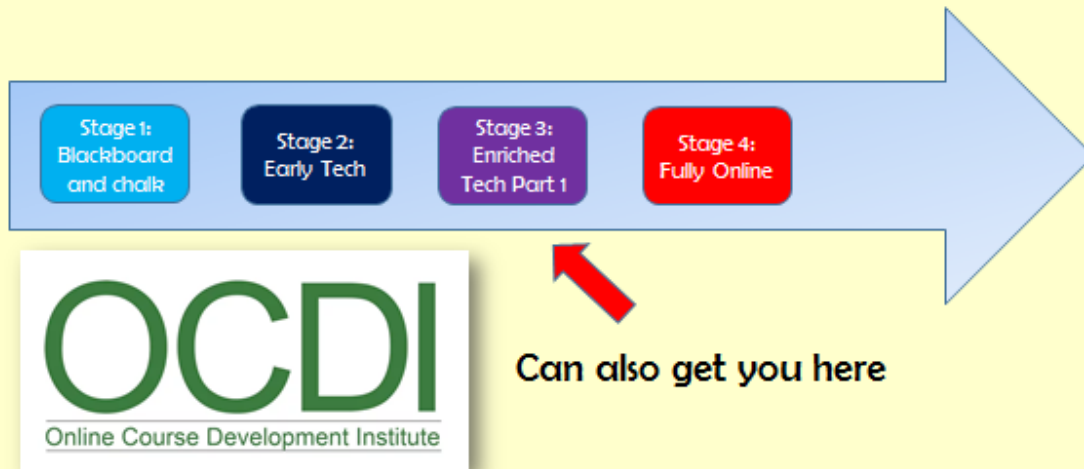 Stage 1:
Blackboard
and chalk
Stage 2:
Early Tech
Stage 3:
Enriched
Tech Part 1
Stage 4:
Fully Online
OCDI
Online Course Development Institute
Can also get you here